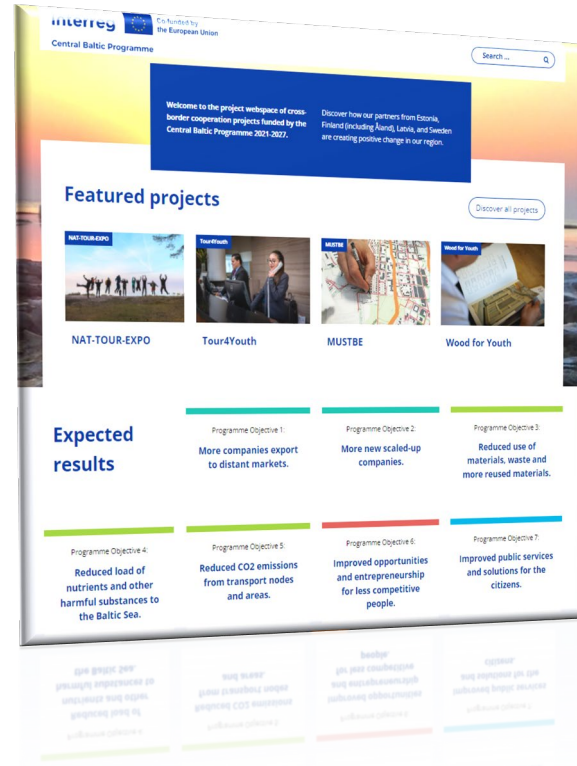 Interreg
Co-funded by
the European Union
Central Baltic Programme
Search ...
Welcome to the project webspace of cross-
border cooperation projects funded by the
Central Baltic Programme 2021-2027.
Discover how our partners from Estonia,
Finland (including Åland), Latvia, and Sweden
are creating positive change in our region.
Featured projects
Discover all projects
NAT-TOUR-EXPO
Tour4Youth
MUSTBE
Wood for Youth
NAT-TOUR-EXPO
Tour4Youth
MUSTBE
Wood for Youth
Expected
results
Programme Objective 1:
More companies export
to distant markets.
Programme Objective 2:
More new scaled-up
companies.
Programme Objective 3:
Reduced use of
materials, waste and
more reused materials.
Programme Objective 4:
Reduced load of
nutrients and other
harmful substances to
the Baltic Sea.
Programme Objective 5:
Reduced CO2 emissions
from transport nodes
and areas.
Programme Objective 6:
Improved opportunities
and entrepreneurship
for less competitive
people.
Programme Objective 7:
Improved public services
and solutions for the
citizens.